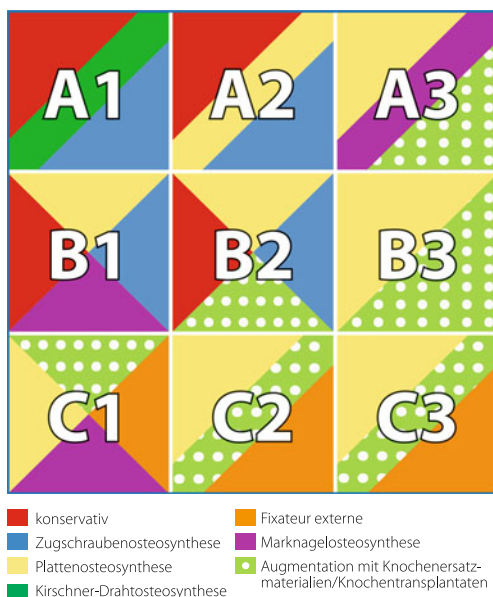 A1 A2 A3
B1 B2 B3
C1 C2 C3
konservativ
Zugschraubenosteosynthese
Plattenosteosynthese
Kirschner-Drahtosteosynthese
Fixateur externe
Marknagelosteosynthese
Augmentation mit Knochenersatz-
materialien/Knochentransplantaten